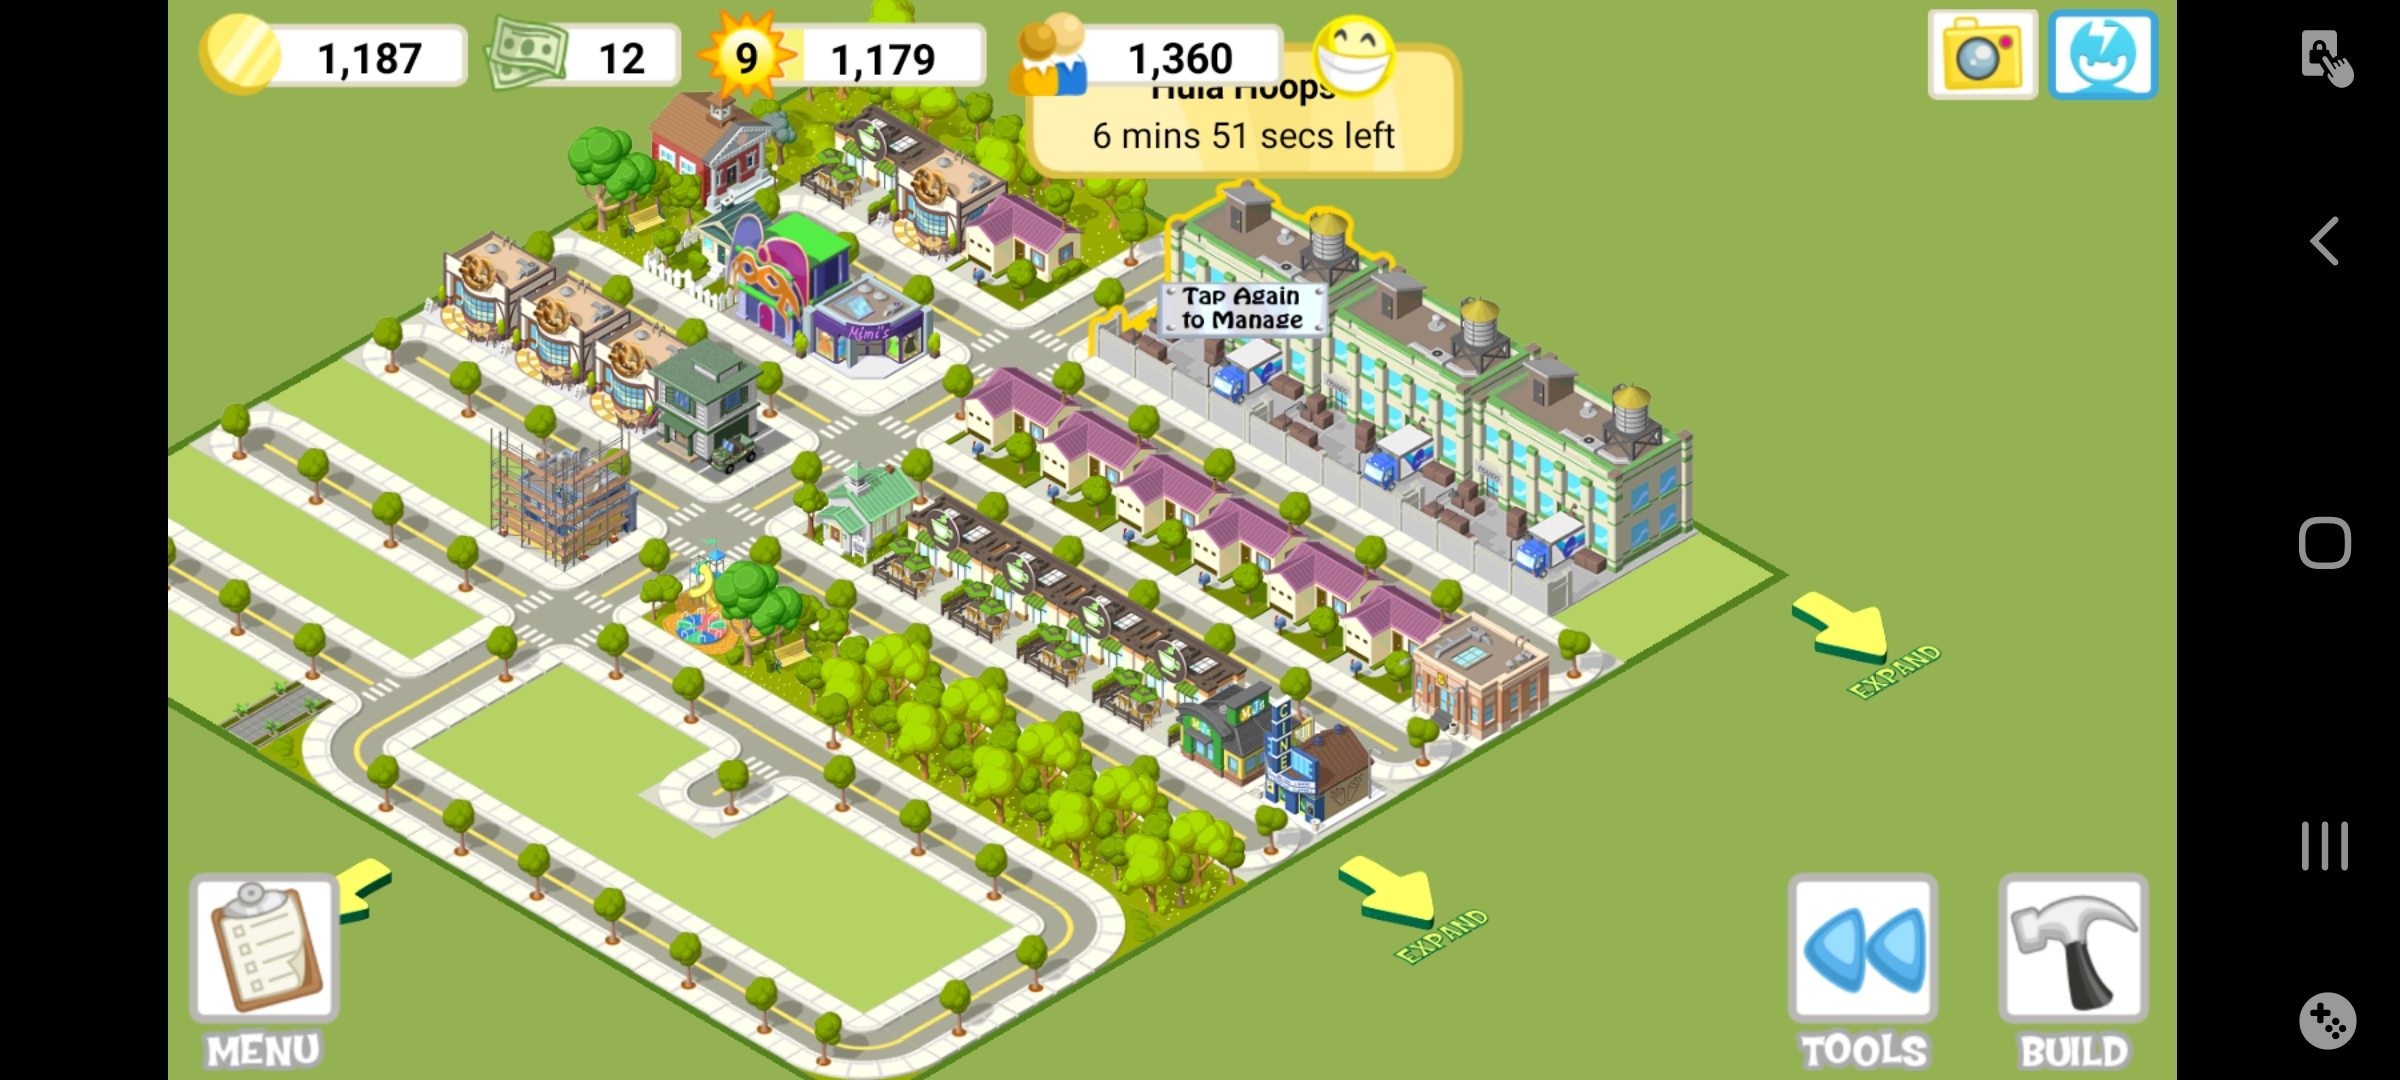 1,187
12
9
1,179
1,360
Hula Hoops
6 mins 51 secs left
Tap Again
to Manage
Mimi's
CINE
EXPAND
EXPAND
MENU
TOOLS
BUILD